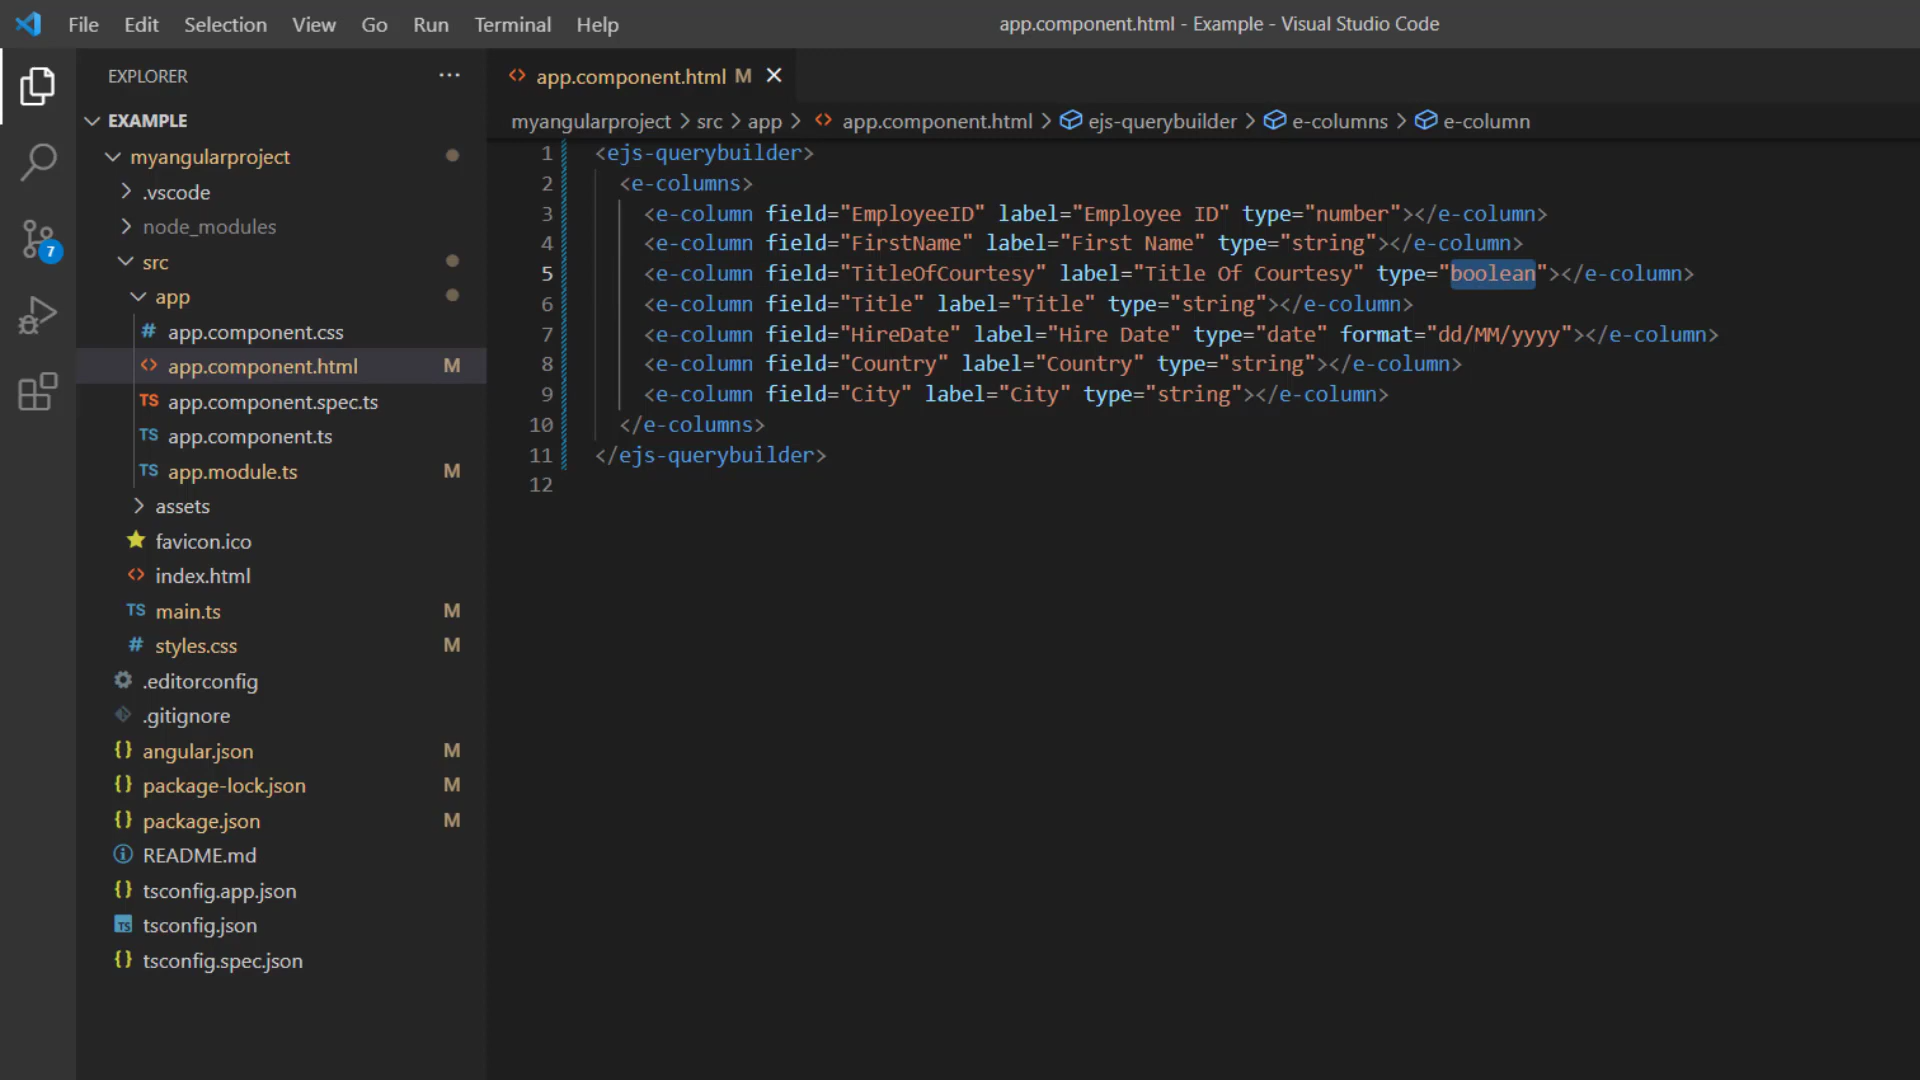 File Edit Selection View Go Run Terminal Help
app.component.html - Example - Visual Studio Code
EXPLORER
EXAMPLE
myangularproject
.vscode
node_modules
src
app
# app.component.css
<> app.component.html M
TS app.component.spec.ts
TS app.component.ts
TS app.module.ts M
assets
favicon.ico
<> index.html
TS main.ts M
# styles.css M
.editorconfig
.gitignore
{} angular.json M
{} package-lock.json M
{} package.json M
README.md
{} tsconfig.app.json
TS tsconfig.json
{} tsconfig.spec.json
7
<> app.component.html M
myangularproject > src > app > <> app.component.html > ejs-querybuilder > e-columns > e-column
1 <ejs-querybuilder>
2 <e-columns>
3 <e-column field="EmployeeID" label="Employee ID" type="number"></e-column>
4 <e-column field="FirstName" label="First Name" type="string"></e-column>
5 <e-column field="TitleOfCourtesy" label="Title Of Courtesy" type="boolean"></e-column>
6 <e-column field="Title" label="Title" type="string"></e-column>
7 <e-column field="HireDate" label="Hire Date" type="date" format="dd/MM/yyyy"></e-column>
8 <e-column field="Country" label="Country" type="string"></e-column>
9 <e-column field="City" label="City" type="string"></e-column>
10 </e-columns>
11 </ejs-querybuilder>
12